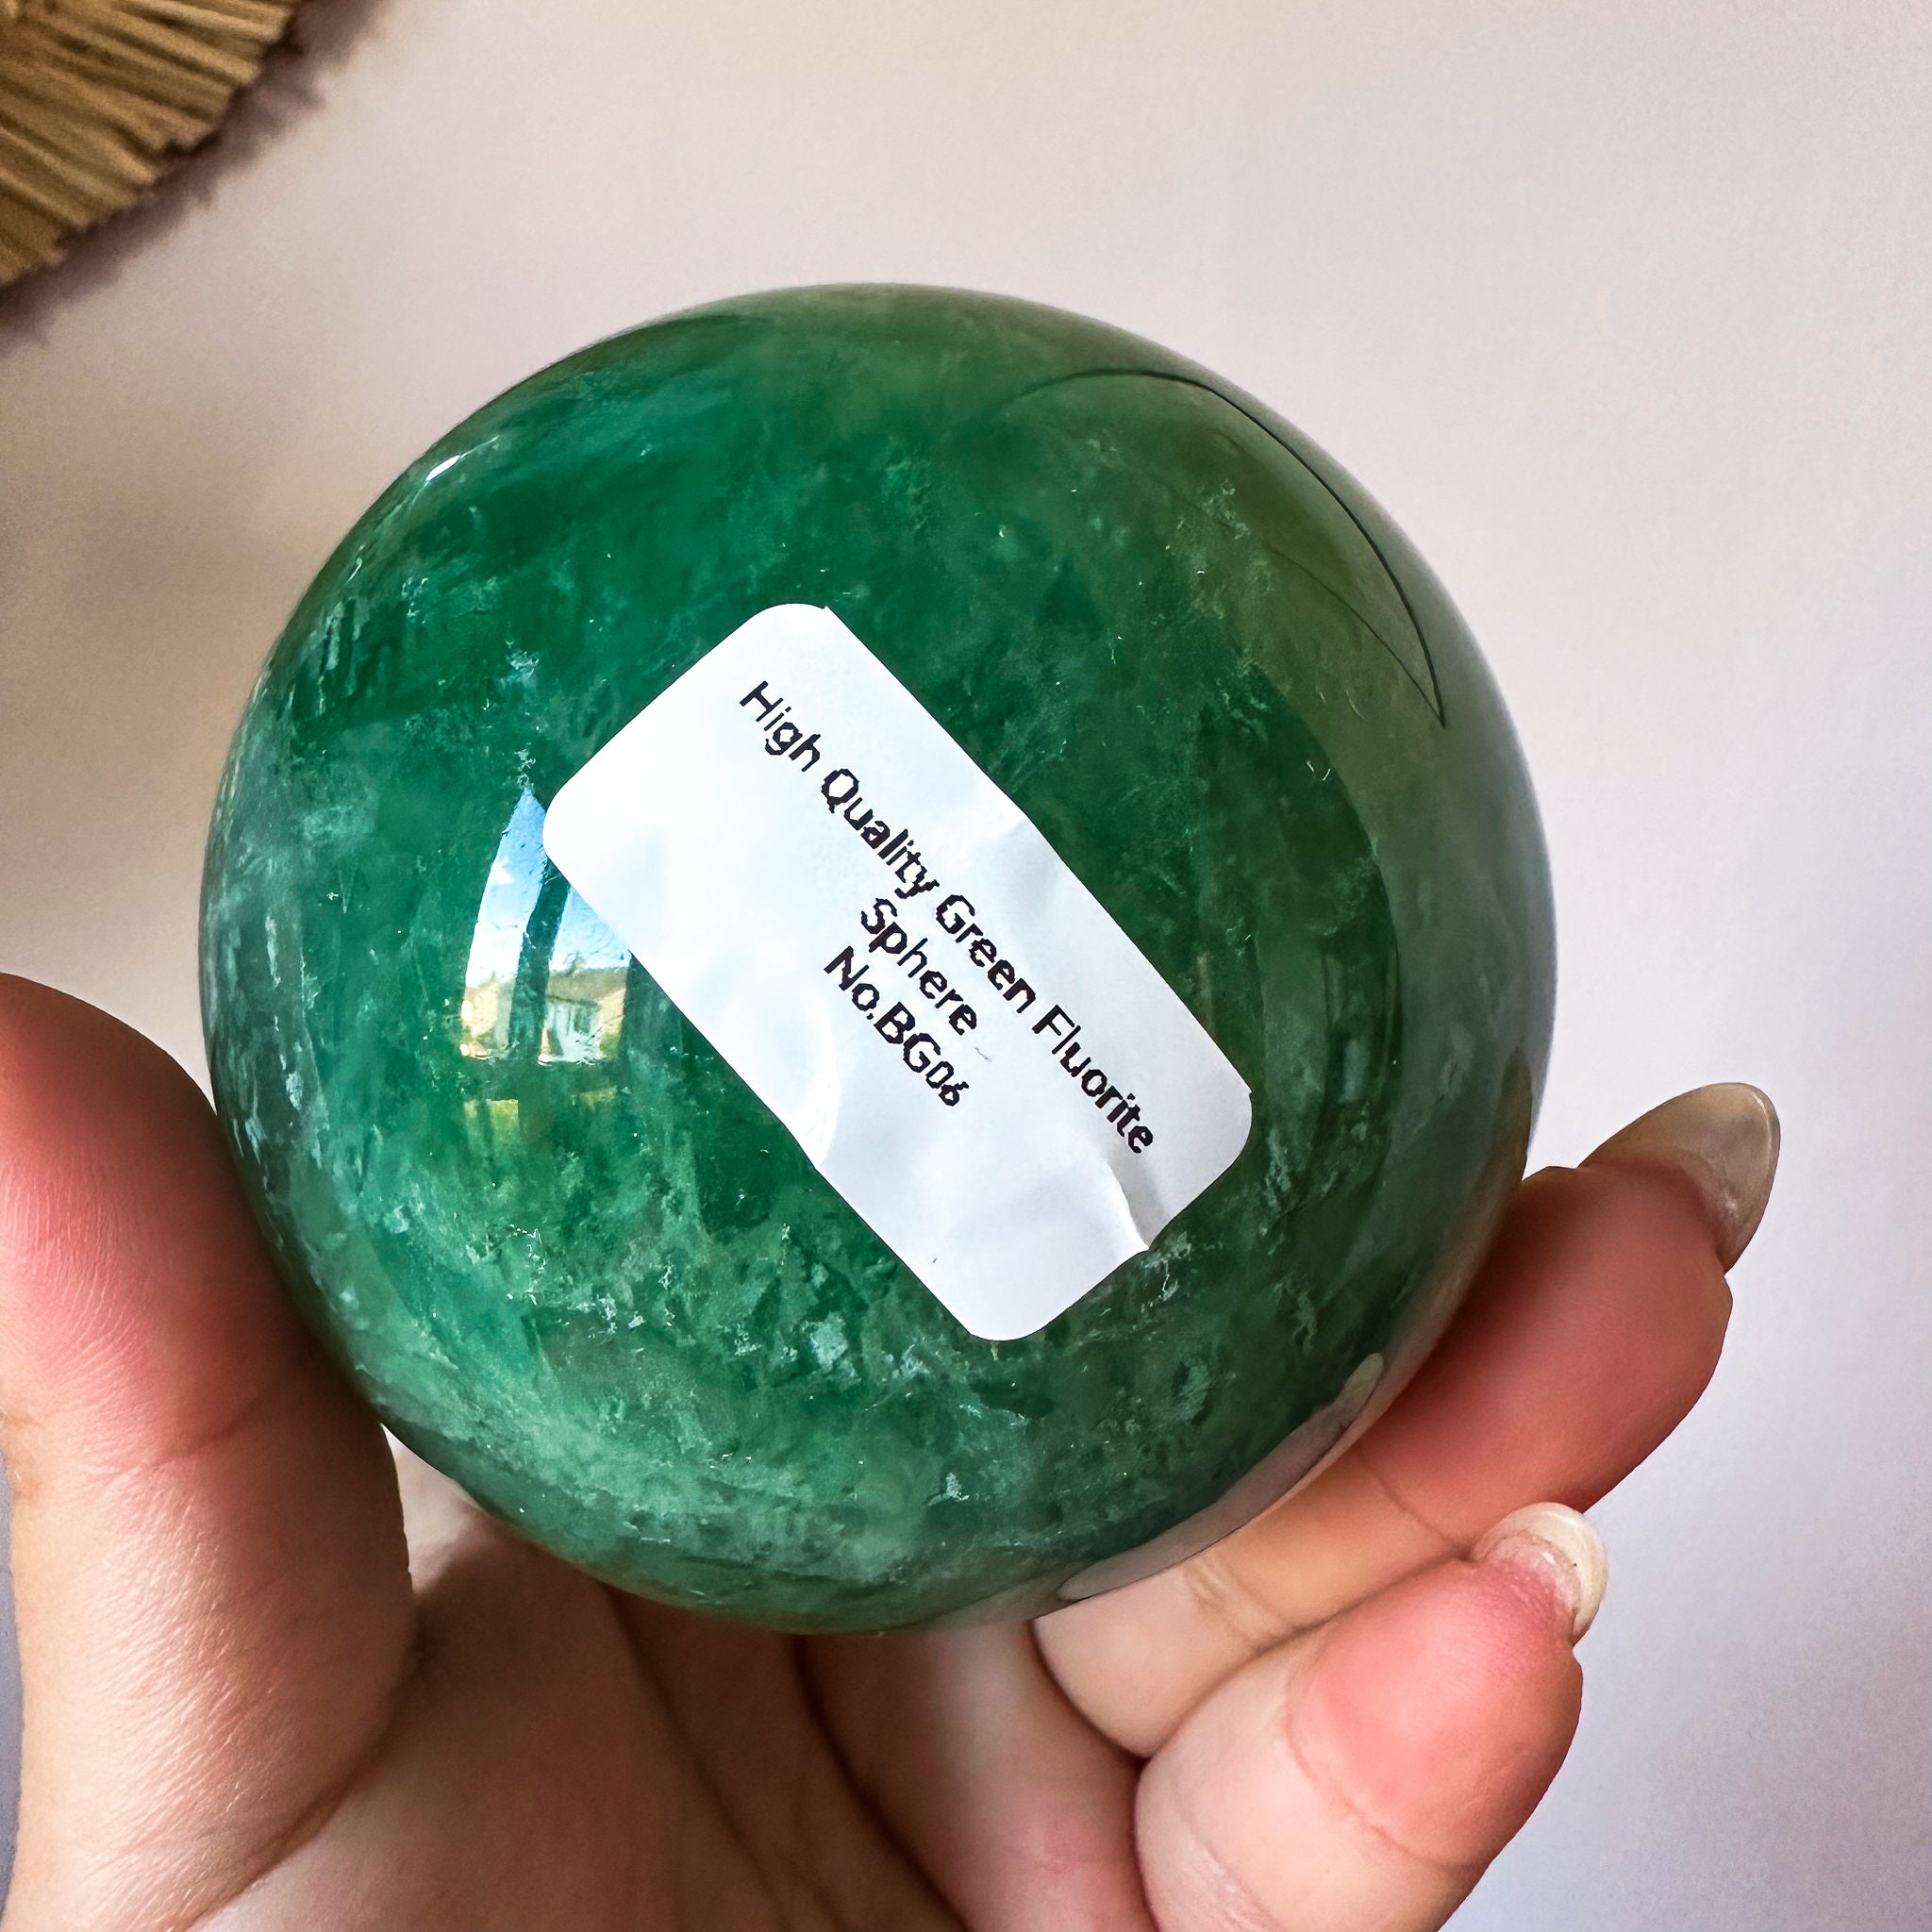 High Quality Green Fluorite
Sphere
No.BG06